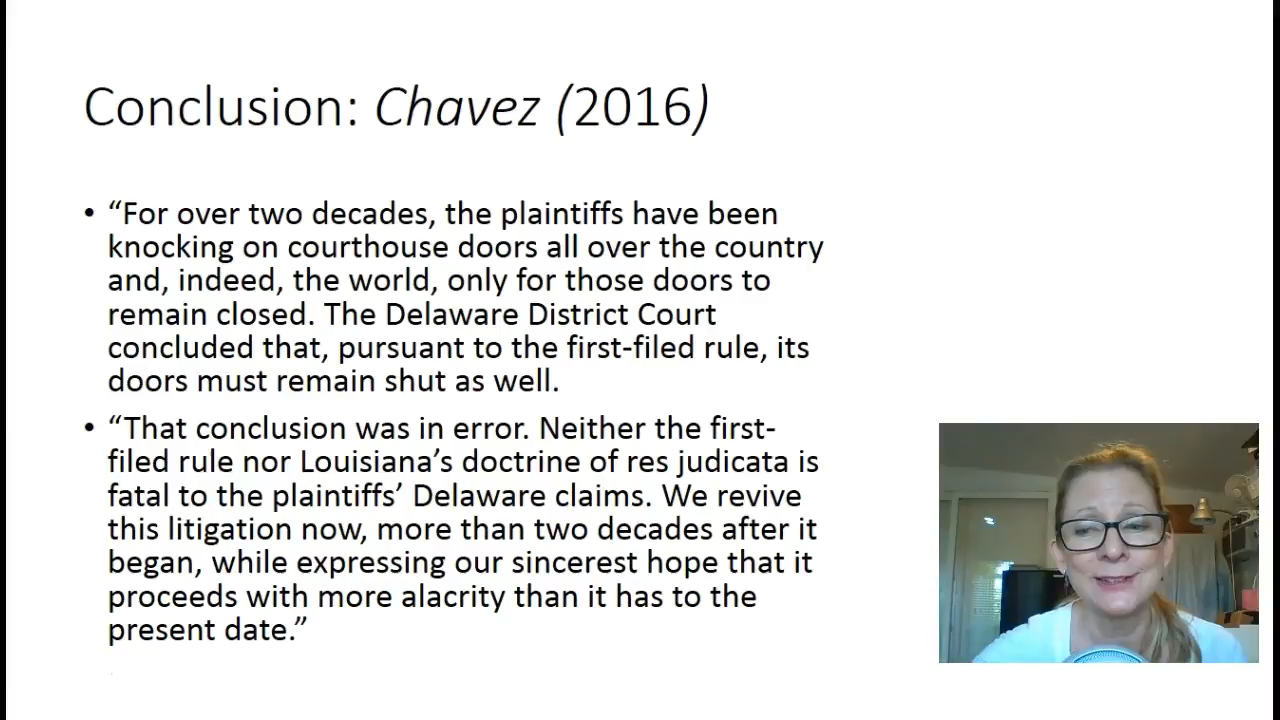 Conclusion: Chavez (2016)
• “For over two decades, the plaintiffs have been
knocking on courthouse doors all over the country
and, indeed, the world, only for those doors to
remain closed. The Delaware District Court
concluded that, pursuant to the first-filed rule, its
doors must remain shut as well.
• “That conclusion was in error. Neither the first-
filed rule nor Louisiana’s doctrine of res judicata is
fatal to the plaintiffs’ Delaware claims. We revive
this litigation now, more than two decades after it
began, while expressing our sincerest hope that it
proceeds with more alacrity than it has to the
present date.”